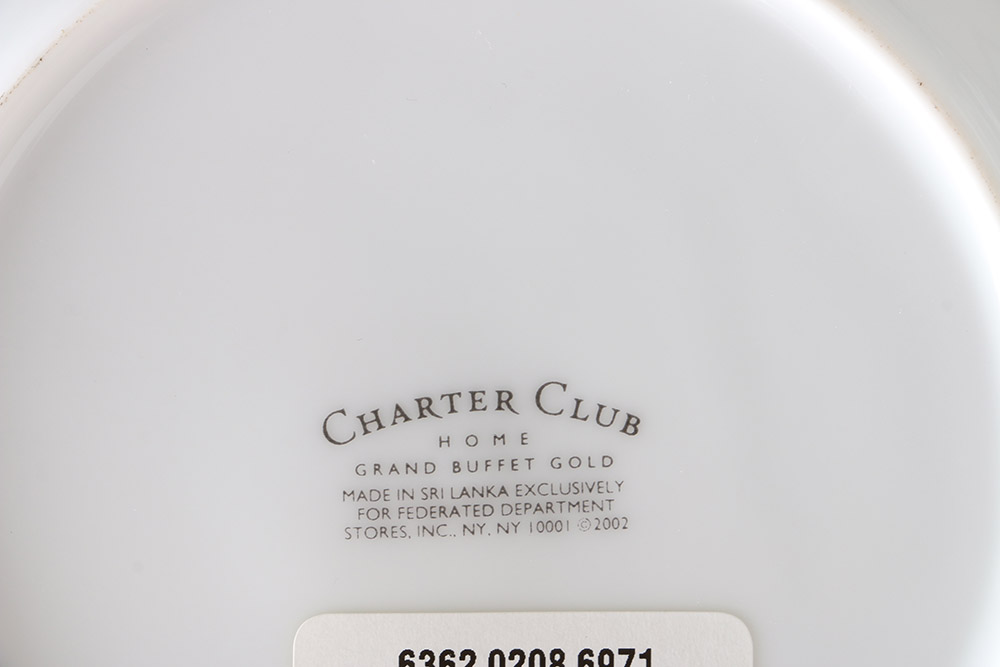 CHARTER CLUB
HOME
GRAND BUFFET GOLD
MADE IN SRI LANKA EXCLUSIVELY
FOR FEDERATED DEPARTMENT
STORES, INC., NY, NY 10001 ©2002
6362 0208 6971